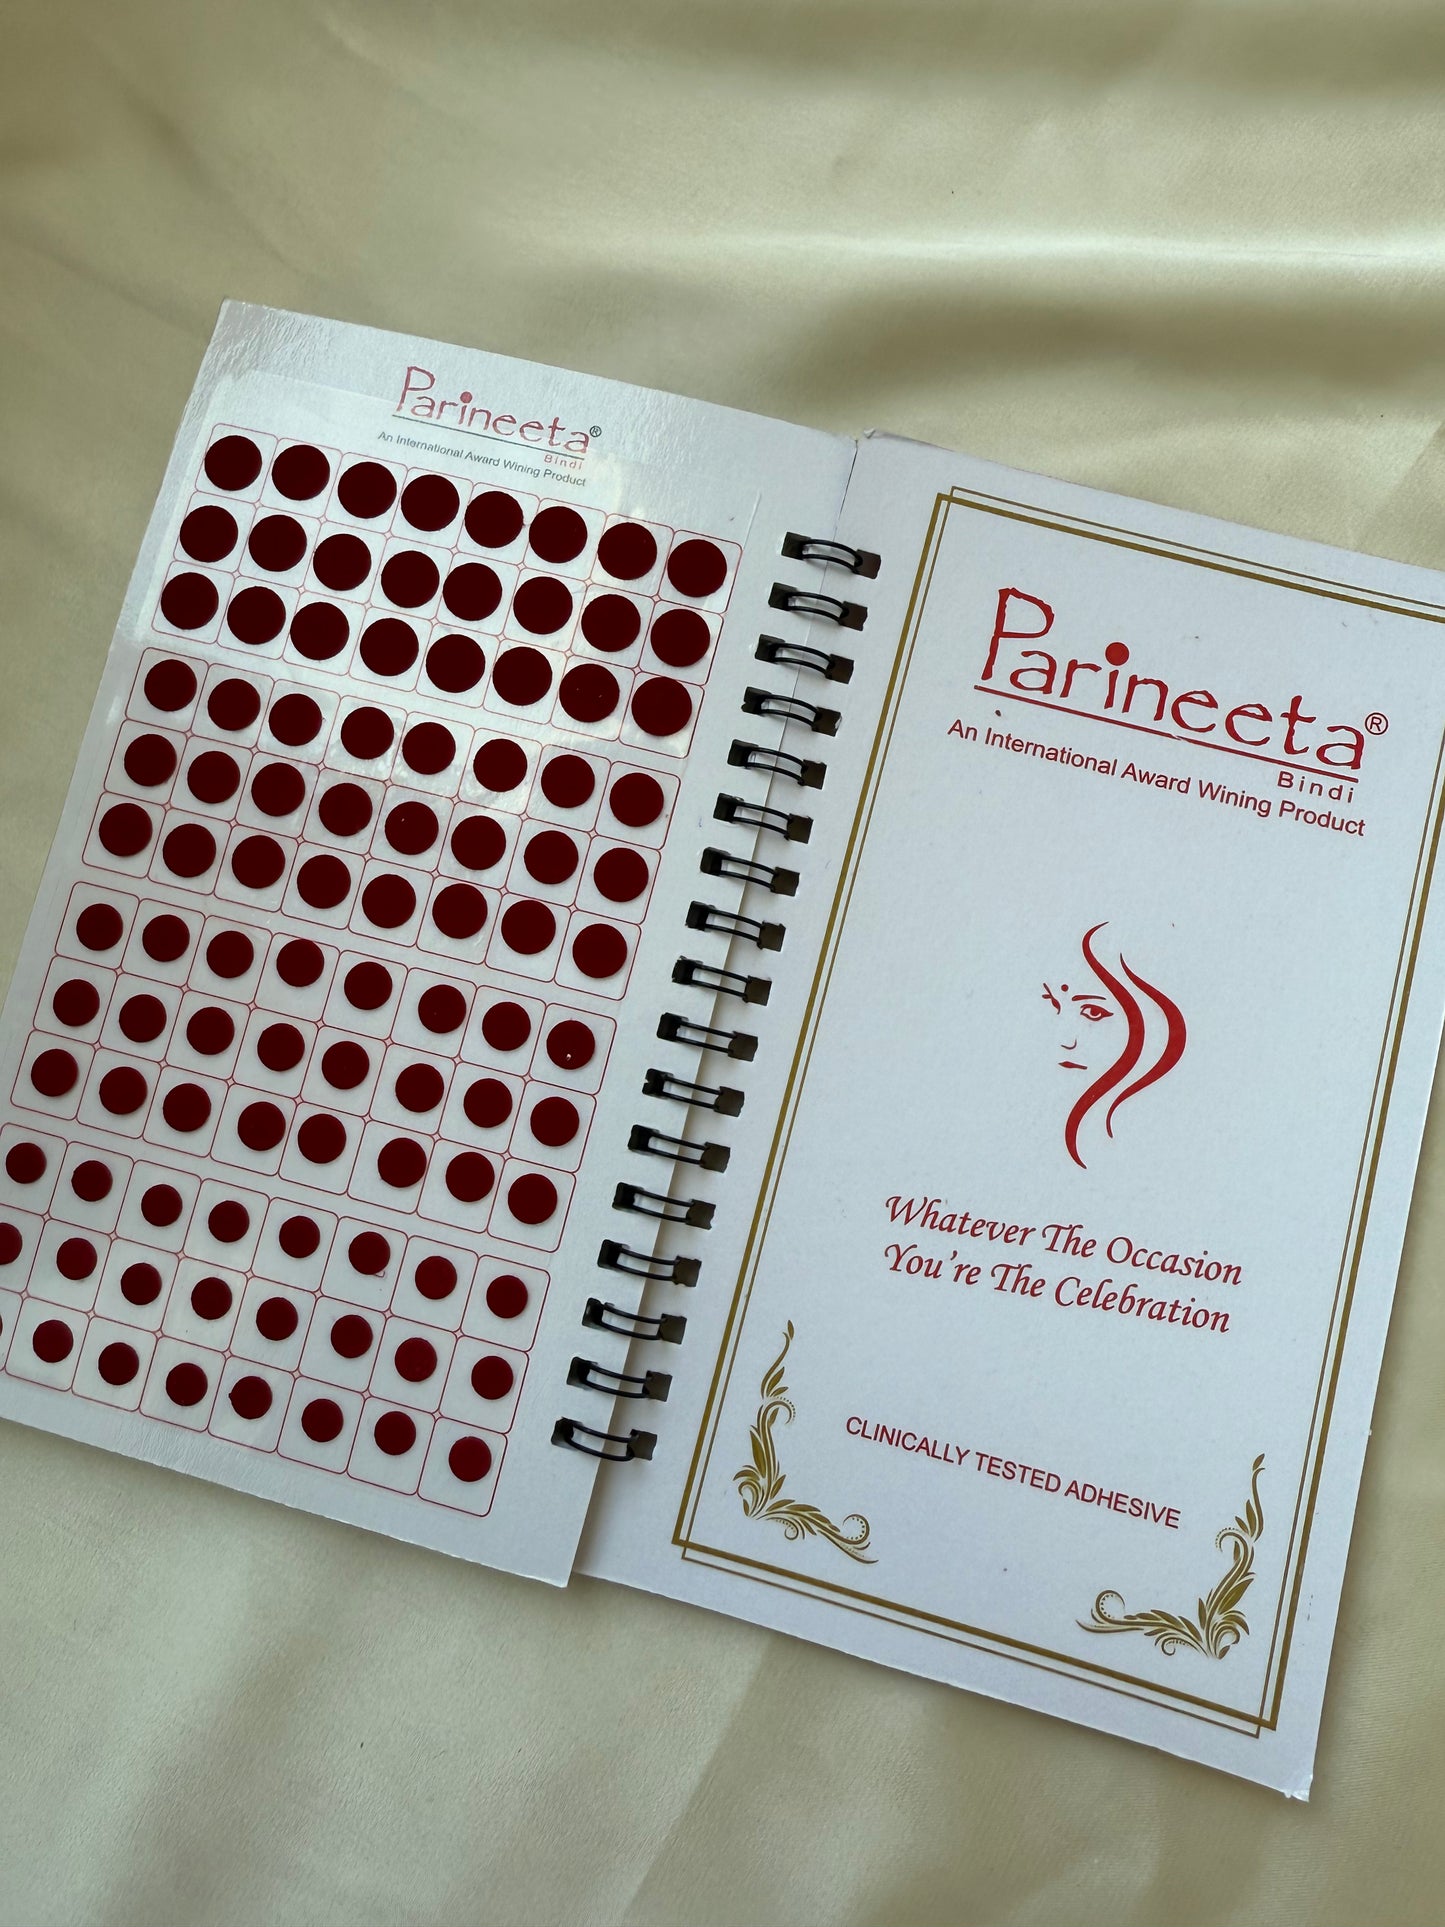 Parineeta®
Bindi
An International Award Wining Product
Parineeta®
Bindi
An International Award Wining Product
Whatever The Occasion
You're The Celebration
CLINICALLY TESTED ADHESIVE